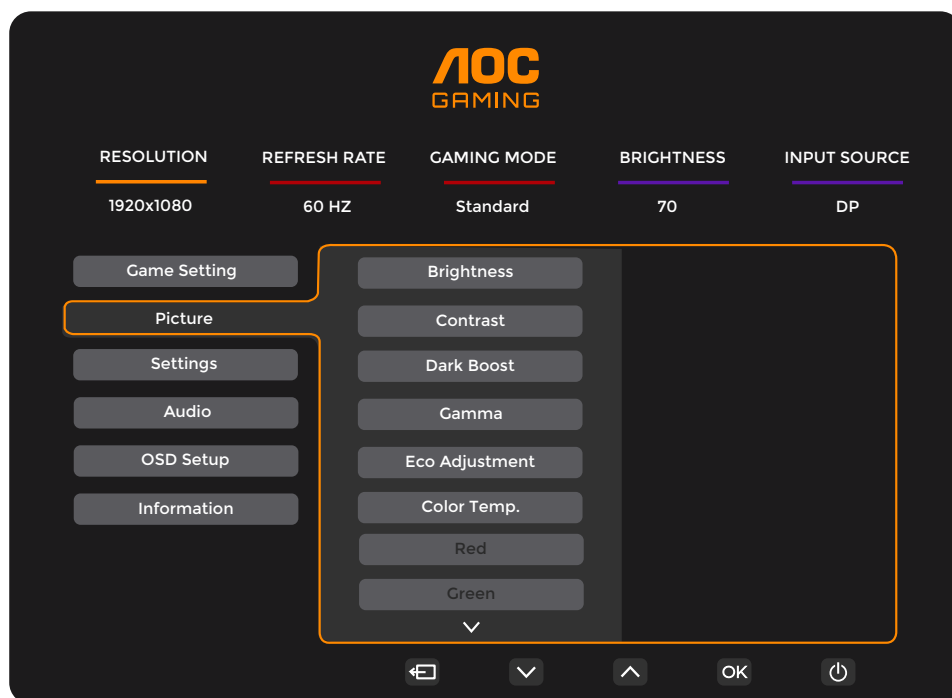 AOC
GAMING
RESOLUTION REFRESH RATE GAMING MODE BRIGHTNESS INPUT SOURCE
1920x1080 60 HZ Standard 70 DP
Game Setting
Picture
Settings
Audio
OSD Setup
Information
Brightness
Contrast
Dark Boost
Gamma
Eco Adjustment
Color Temp.
Red
Green
OK